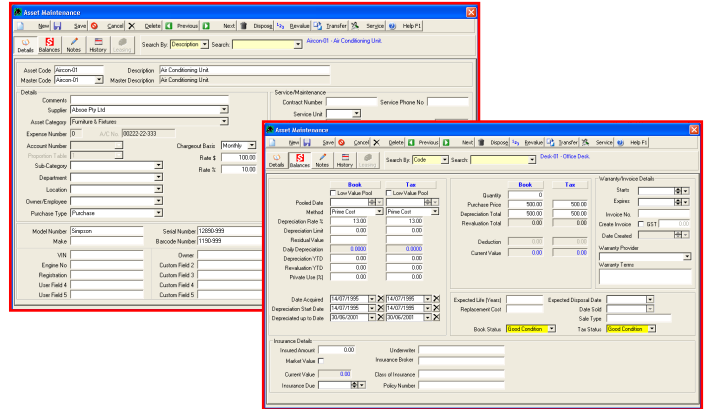 Asset Maintenance
New Save Cancel Delete Previous Next Dispose Revalue Transfer Service Help F1
Details Balances Notes History Leasing Search By: Description Search: Aircon-01 - Air Conditioning Unit.
Asset Code Aircon-01 Description Air Conditioning Unit.
Master Code Aircon-01 Master Description Air Conditioning Unit.
Details
Comments
Supplier Abose Pty Ltd
Asset Category Furniture & Fixtures
Expense Number 0 A/C No 00222-22-333
Account Number Chargeout Basis Monthly
Proportion Table 1 Rate $ 100.00
Sub-Category Rate % 10.00
Department
Location
Owner/Employee
Purchase Type Purchase
Service/Maintenance
Contract Number Service Phone No
Service Unit
Model Number Simpson Serial Number 12890-999
Make Barcode Number 1190-999
VIN Owner
Engine No Custom Field 2
Registration Custom Field 3
User Field 4 Custom Field 4
User Field 5 Custom Field 5
Asset Maintenance
New Save Cancel Delete Previous Next Dispose Revalue Transfer Service Help F1
Details Balances Notes History Leasing Search By: Code Search: Desk-01 - Office Desk.
Book Tax
Low Value Pool Low Value Pool
Pooled Date
Method Prime Cost Prime Cost
Depreciation Rate % 13.00 13.00
Depreciation Limit 0.00 0.00
Residual Value
Daily Depreciation 0.0000 0.0000
Depreciation YTD 0.00 0.00
Revaluation YTD 0.00 0.00
Private Use (%) 0.00 0.00
Date Acquired 14/07/1995 14/07/1995
Depreciation Start Date 14/07/1995 14/07/1995
Depreciated up to Date 30/06/2001 30/06/2001
Book Tax
Quantity 0
Purchase Price 500.00 500.00
Depreciation Total 500.00 500.00
Revaluation Total 0.00 0.00
Deduction 0.00 0.00
Current Value 0.00 0.00
Warranty/Invoice Details
Starts
Expires
Invoice No.
Create Invoice GST 0.00
Date Created
Warranty Provider
Warranty Terms
Expected Life (Years) Expected Disposal Date
Replacement Cost Date Sold
Sale Type
Book Status Good Condition Tax Status Good Condition
Insurance Details
Insured Amount 0.00 Underwriter
Market Value Insurance Broker
Current Value 0.00 Class of Insurance
Insurance Due Policy Number